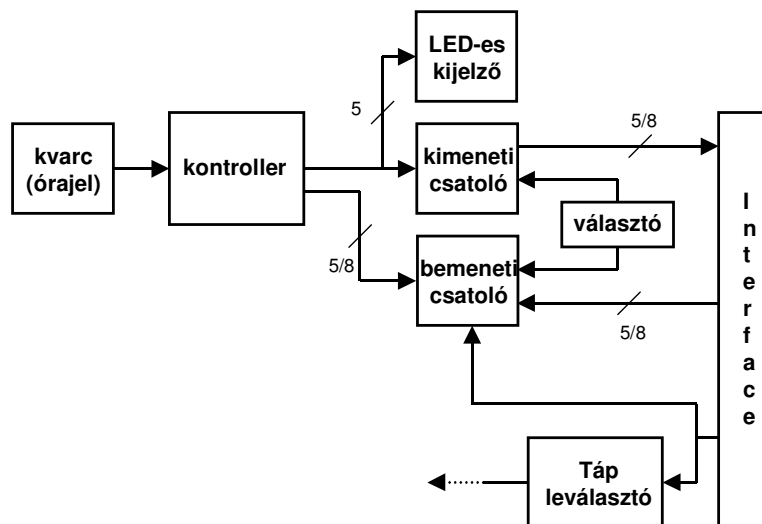 LED-es
kijelző
5
5/8
kvarc
(órajel)
kontroller
kimeneti
csatoló
választó
5/8
bemeneti
csatoló
5/8
Interface
Táp
leválasztó